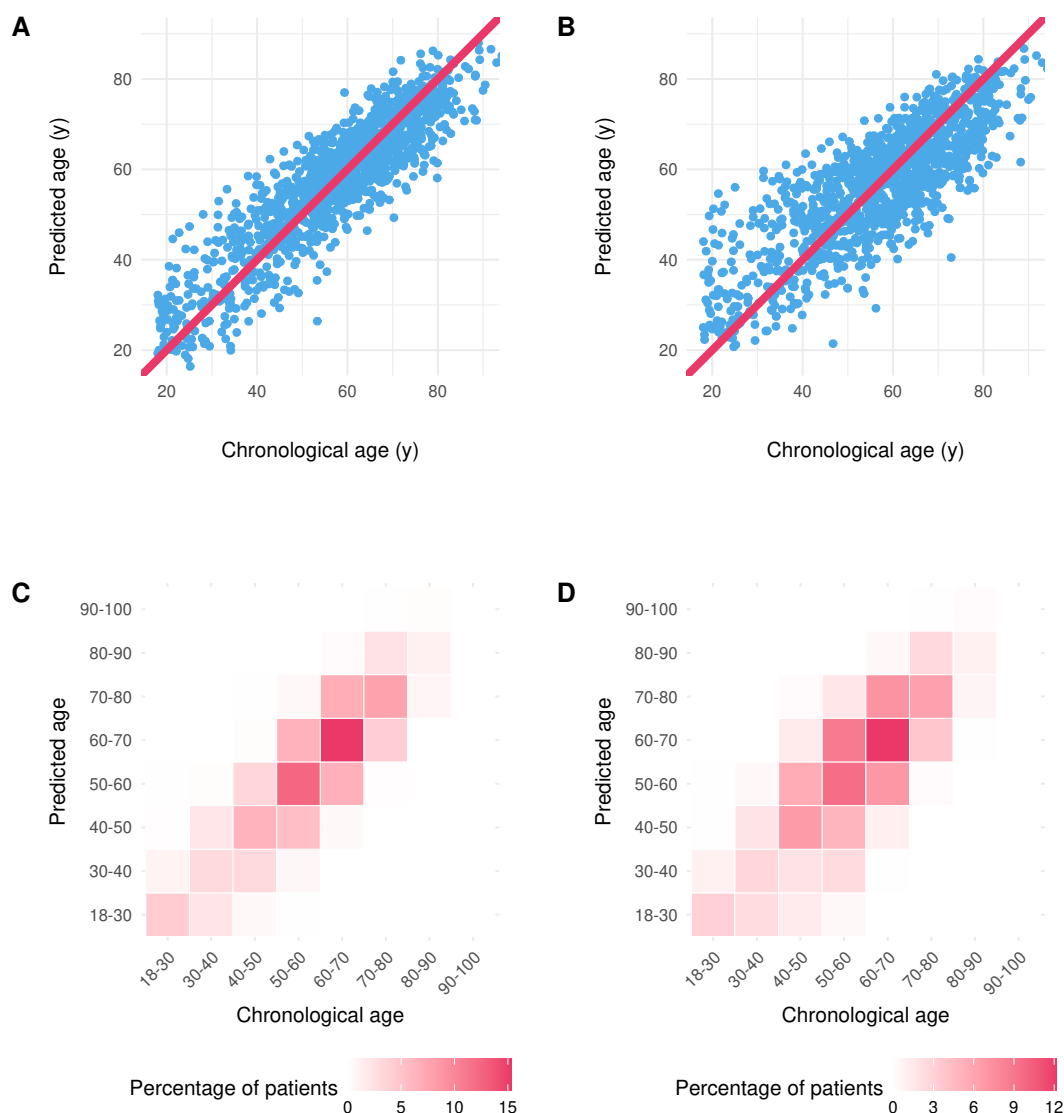 A
B
80
60
40
20
Predicted age (y)
20 40 60 80
Chronological age (y)
80
60
40
20
Predicted age (y)
20 40 60 80
Chronological age (y)
C
D
90-100
80-90
70-80
60-70
50-60
40-50
30-40
18-30
Predicted age
18-30 30-40 40-50 50-60 60-70 70-80 80-90 90-100
Chronological age
Percentage of patients
0 5 10 15
90-100
80-90
70-80
60-70
50-60
40-50
30-40
18-30
Predicted age
18-30 30-40 40-50 50-60 60-70 70-80 80-90 90-100
Chronological age
Percentage of patients
0 3 6 9 12